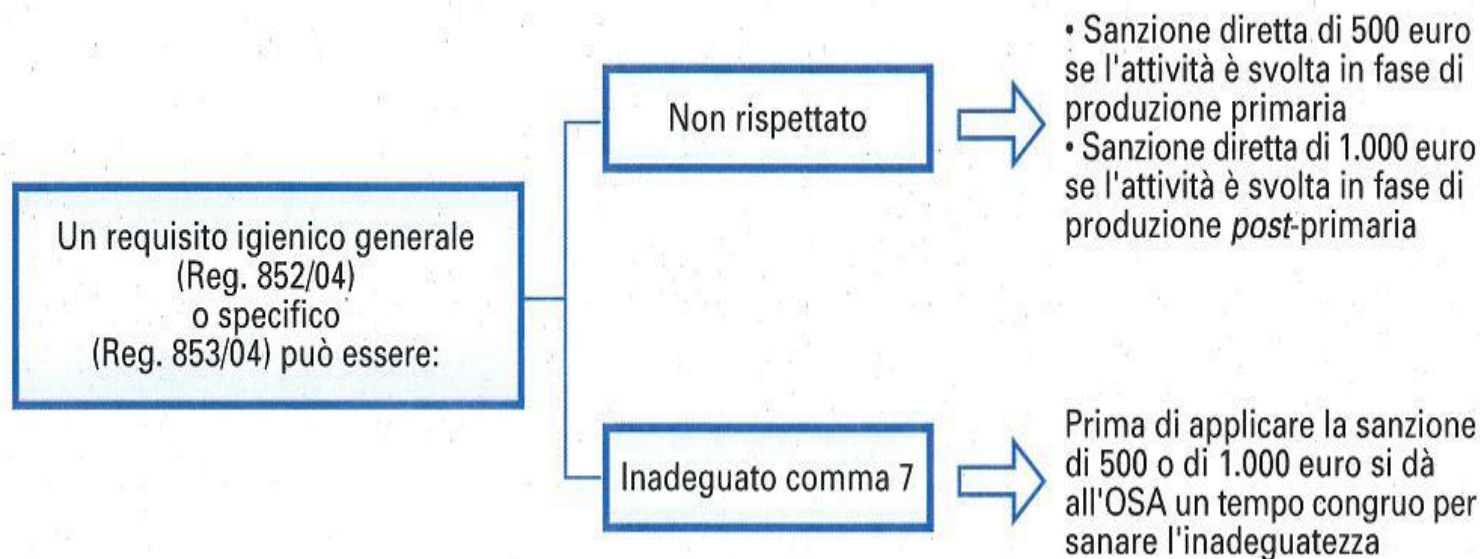 Un requisito igienico generale
(Reg. 852/04)
o specifico
(Reg. 853/04) può essere:
Non rispettato
• Sanzione diretta di 500 euro
se l'attività è svolta in fase di
produzione primaria
• Sanzione diretta di 1.000 euro
se l'attività è svolta in fase di
produzione post-primaria
Inadeguato comma 7
Prima di applicare la sanzione
di 500 o di 1.000 euro si dà
all'OSA un tempo congruo per
sanare l'inadeguatezza